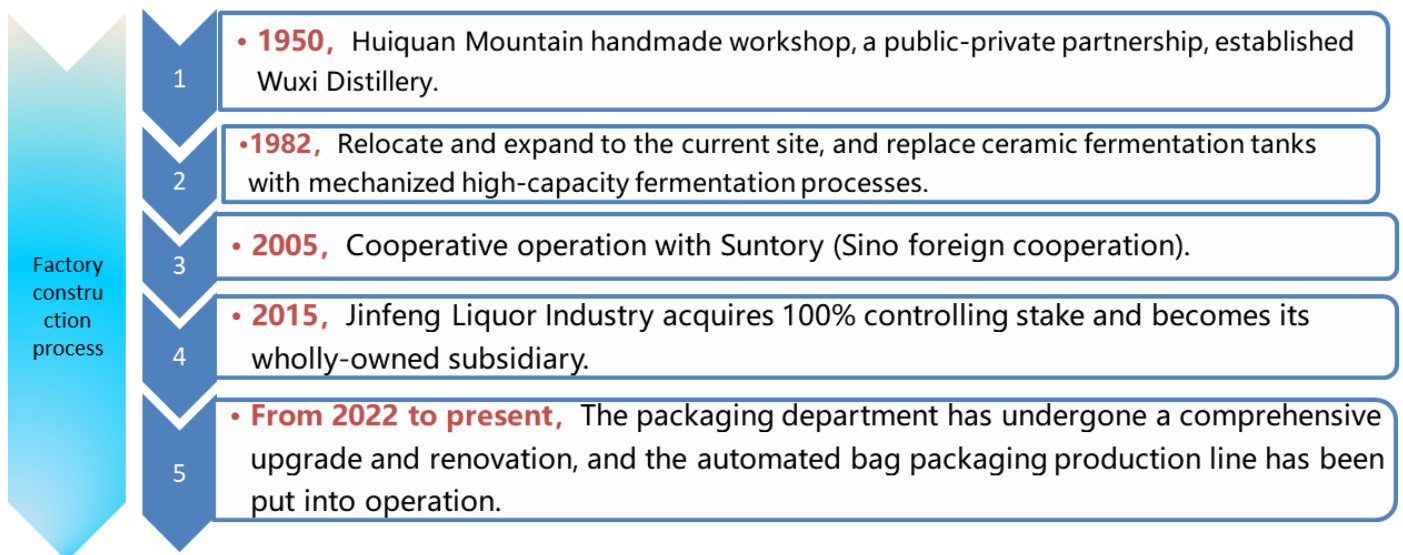 Factory
constru
ction
process
1
• 1950，Huiquan Mountain handmade workshop, a public-private partnership, established
Wuxi Distillery.
2
•1982，Relocate and expand to the current site, and replace ceramic fermentation tanks
with mechanized high-capacity fermentation processes.
3
• 2005，Cooperative operation with Suntory (Sino foreign cooperation).
4
• 2015，Jinfeng Liquor Industry acquires 100% controlling stake and becomes its
wholly-owned subsidiary.
5
• From 2022 to present，The packaging department has undergone a comprehensive
upgrade and renovation, and the automated bag packaging production line has been
put into operation.